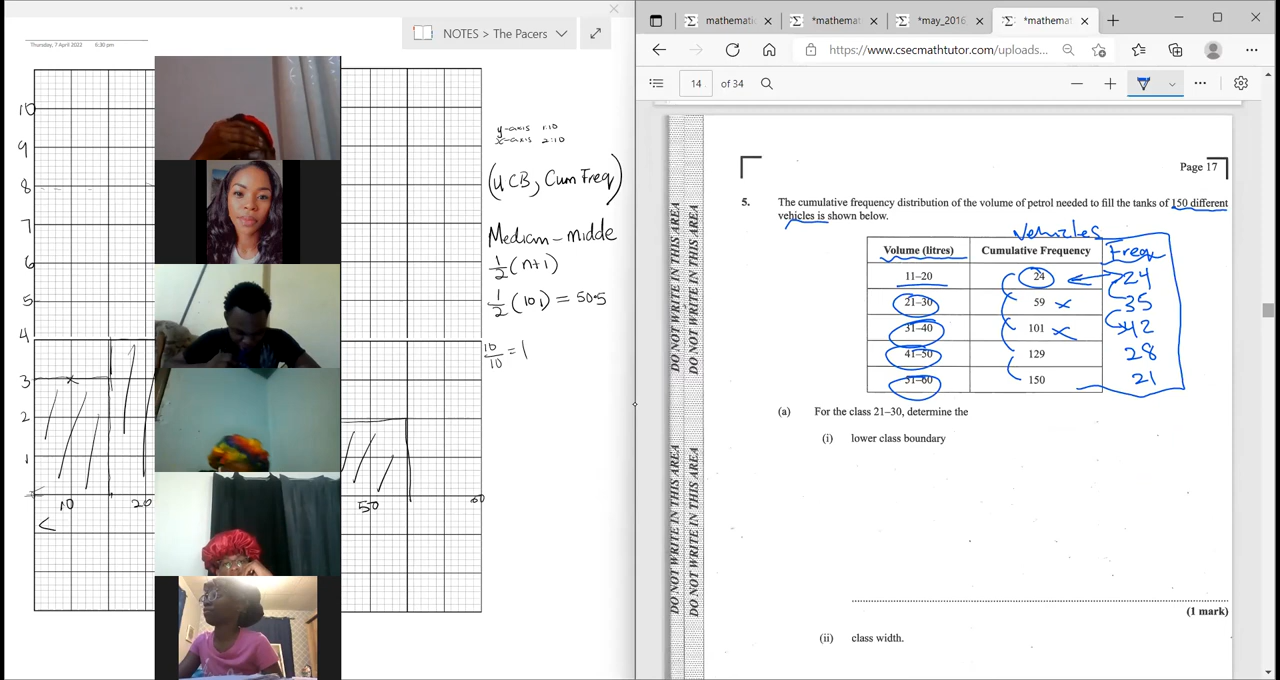 NOTES > The Pacers
Thursday, 7 April 2022 6:30 pm
10
9
8
7
6
5
4
3
2
1
10
20
50
60
y-axis 1:10
x-axis 2:10
(UCB, Cum Freq)
Median - midde
1/2 (n+1)
1/2 (101) = 50.5
10/10 = 1
mathematic
*mathemat
*may_2016
*mathemat
https://www.csecmathtutor.com/uploads...
14 of 34
Page 17
DO NOT WRITE IN THIS AREA
DO NOT WRITE IN THIS AREA
DO NOT WRITE IN THIS AREA
DO NOT WRITE IN THIS AREA
5. The cumulative frequency distribution of the volume of petrol needed to fill the tanks of 150 different
vehicles is shown below.
Vehicles
Volume (litres) Cumulative Frequency Freq
11–20 24 24
21–30 59 x 35
31–40 101 x 42
41–50 129 28
51–60 150 21
(a) For the class 21–30, determine the
(i) lower class boundary
(1 mark)
(ii) class width.